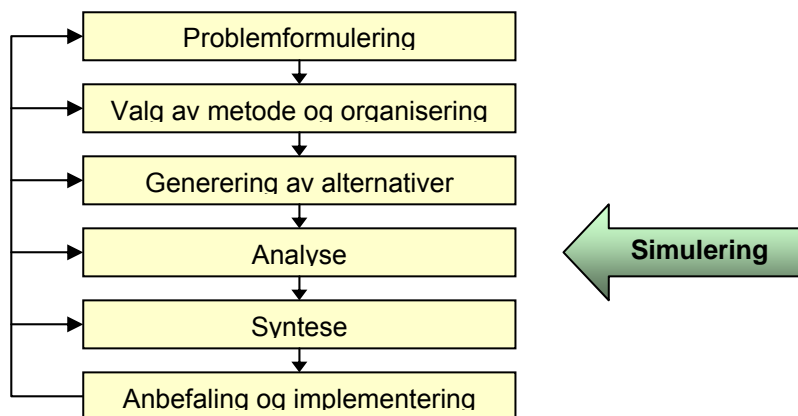 Problemformulering
Valg av metode og organisering
Generering av alternativer
Analyse
Simulering
Syntese
Anbefaling og implementering